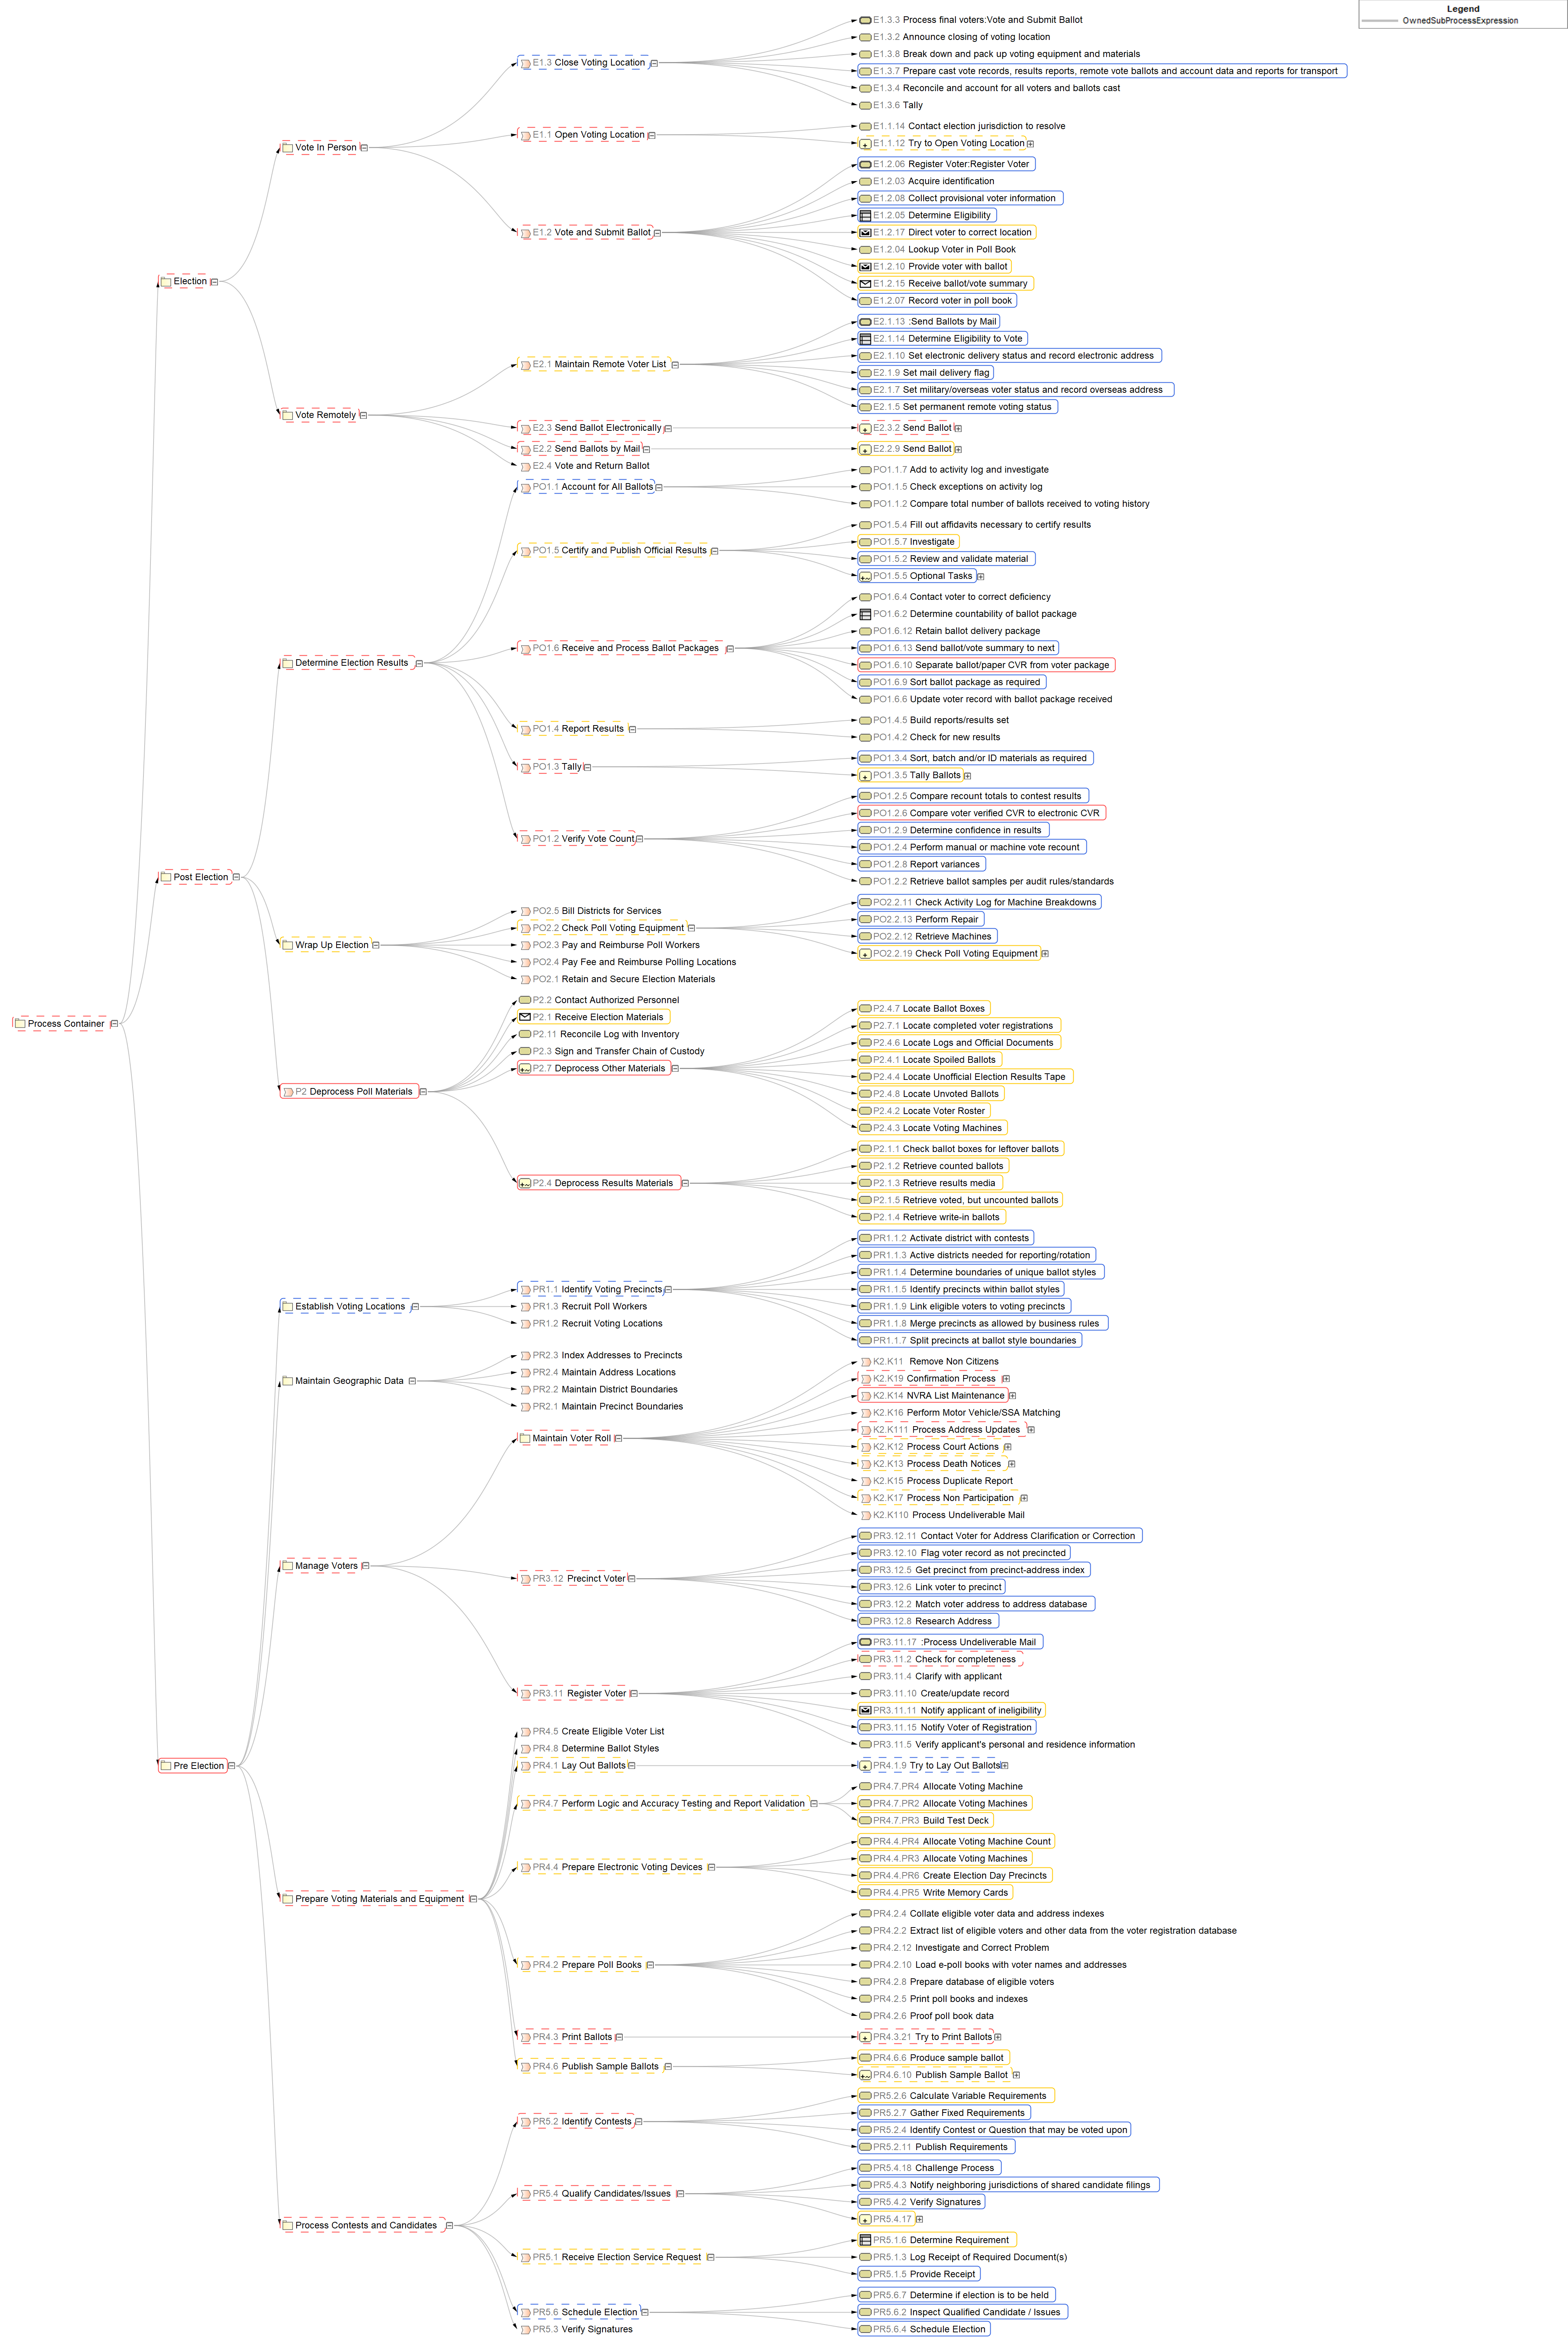 Legend
OwnedSubProcessExpression
E1.3.3 Process final voters:Vote and Submit Ballot
E1.3.2 Announce closing of voting location
E1.3.8 Break down and pack up voting equipment and materials
E1.3 Close Voting Location
E1.3.7 Prepare cast vote records, results reports, remote vote ballots and account data and reports for transport
E1.3.4 Reconcile and account for all voters and ballots cast
E1.3.6 Tally
E1.1.14 Contact election jurisdiction to resolve
E1.1 Open Voting Location
E1.1.12 Try to Open Voting Location
Vote In Person
E1.2.06 Register Voter:Register Voter
E1.2.03 Acquire identification
E1.2.08 Collect provisional voter information
E1.2.05 Determine Eligibility
E1.2 Vote and Submit Ballot
E1.2.17 Direct voter to correct location
E1.2.04 Lookup Voter in Poll Book
E1.2.10 Provide voter with ballot
Election
E1.2.15 Receive ballot/vote summary
E1.2.07 Record voter in poll book
E2.1.13 :Send Ballots by Mail
E2.1.14 Determine Eligibility to Vote
E2.1.10 Set electronic delivery status and record electronic address
E2.1 Maintain Remote Voter List
E2.1.9 Set mail delivery flag
E2.1.7 Set military/overseas voter status and record overseas address
E2.1.5 Set permanent remote voting status
Vote Remotely
E2.3 Send Ballot Electronically
E2.3.2 Send Ballot
E2.2 Send Ballots by Mail
E2.2.9 Send Ballot
E2.4 Vote and Return Ballot
PO1.1.7 Add to activity log and investigate
PO1.1 Account for All Ballots
PO1.1.5 Check exceptions on activity log
PO1.1.2 Compare total number of ballots received to voting history
PO1.5.4 Fill out affidavits necessary to certify results
PO1.5.7 Investigate
PO1.5 Certify and Publish Official Results
PO1.5.2 Review and validate material
PO1.5.5 Optional Tasks
PO1.6.4 Contact voter to correct deficiency
PO1.6.2 Determine countability of ballot package
PO1.6.12 Retain ballot delivery package
PO1.6 Receive and Process Ballot Packages
PO1.6.13 Send ballot/vote summary to next
Determine Election Results
PO1.6.10 Separate ballot/paper CVR from voter package
PO1.6.9 Sort ballot package as required
PO1.6.6 Update voter record with ballot package received
PO1.4.5 Build reports/results set
PO1.4 Report Results
PO1.4.2 Check for new results
PO1.3.4 Sort, batch and/or ID materials as required
PO1.3 Tally
PO1.3.5 Tally Ballots
PO1.2.5 Compare recount totals to contest results
PO1.2.6 Compare voter verified CVR to electronic CVR
PO1.2.9 Determine confidence in results
PO1.2 Verify Vote Count
PO1.2.4 Perform manual or machine vote recount
PO1.2.8 Report variances
Post Election
PO1.2.2 Retrieve ballot samples per audit rules/standards
PO2.2.11 Check Activity Log for Machine Breakdowns
PO2.5 Bill Districts for Services
PO2.2.13 Perform Repair
PO2.2 Check Poll Voting Equipment
PO2.2.12 Retrieve Machines
Wrap Up Election
PO2.3 Pay and Reimburse Poll Workers
PO2.2.19 Check Poll Voting Equipment
PO2.4 Pay Fee and Reimburse Polling Locations
PO2.1 Retain and Secure Election Materials
P2.2 Contact Authorized Personnel
P2.4.7 Locate Ballot Boxes
P2.1 Receive Election Materials
Process Container
P2.7.1 Locate completed voter registrations
P2.11 Reconcile Log with Inventory
P2.4.6 Locate Logs and Official Documents
P2.3 Sign and Transfer Chain of Custody
P2.4.1 Locate Spoiled Ballots
P2.7 Deprocess Other Materials
P2.4.4 Locate Unofficial Election Results Tape
P2 Deprocess Poll Materials
P2.4.8 Locate Unvoted Ballots
P2.4.2 Locate Voter Roster
P2.4.3 Locate Voting Machines
P2.1.1 Check ballot boxes for leftover ballots
P2.1.2 Retrieve counted ballots
P2.4 Deprocess Results Materials
P2.1.3 Retrieve results media
P2.1.5 Retrieve voted, but uncounted ballots
P2.1.4 Retrieve write-in ballots
PR1.1.2 Activate district with contests
PR1.1.3 Active districts needed for reporting/rotation
PR1.1.4 Determine boundaries of unique ballot styles
PR1.1 Identify Voting Precincts
PR1.1.5 Identify precincts within ballot styles
Establish Voting Locations
PR1.3 Recruit Poll Workers
PR1.1.9 Link eligible voters to voting precincts
PR1.2 Recruit Voting Locations
PR1.1.8 Merge precincts as allowed by business rules
PR1.1.7 Split precincts at ballot style boundaries
PR2.3 Index Addresses to Precincts
K2.K11 Remove Non Citizens
PR2.4 Maintain Address Locations
K2.K19 Confirmation Process
Maintain Geographic Data
PR2.2 Maintain District Boundaries
K2.K14 NVRA List Maintenance
PR2.1 Maintain Precinct Boundaries
K2.K16 Perform Motor Vehicle/SSA Matching
K2.K111 Process Address Updates
Maintain Voter Roll
K2.K12 Process Court Actions
K2.K13 Process Death Notices
K2.K15 Process Duplicate Report
K2.K17 Process Non Participation
K2.K110 Process Undeliverable Mail
PR3.12.11 Contact Voter for Address Clarification or Correction
PR3.12.10 Flag voter record as not precincted
Manage Voters
PR3.12.5 Get precinct from precinct-address index
PR3.12 Precinct Voter
PR3.12.6 Link voter to precinct
PR3.12.2 Match voter address to address database
PR3.12.8 Research Address
PR3.11.17 :Process Undeliverable Mail
PR3.11.2 Check for completeness
PR3.11.4 Clarify with applicant
PR3.11 Register Voter
PR3.11.10 Create/update record
PR3.11.11 Notify applicant of ineligibility
PR3.11.15 Notify Voter of Registration
PR4.5 Create Eligible Voter List
PR3.11.5 Verify applicant's personal and residence information
PR4.8 Determine Ballot Styles
Pre Election
PR4.1 Lay Out Ballots
PR4.1.9 Try to Lay Out Ballots
PR4.7.PR4 Allocate Voting Machine
PR4.7 Perform Logic and Accuracy Testing and Report Validation
PR4.7.PR2 Allocate Voting Machines
PR4.7.PR3 Build Test Deck
PR4.4.PR4 Allocate Voting Machine Count
PR4.4.PR3 Allocate Voting Machines
PR4.4 Prepare Electronic Voting Devices
PR4.4.PR6 Create Election Day Precincts
PR4.4.PR5 Write Memory Cards
Prepare Voting Materials and Equipment
PR4.2.4 Collate eligible voter data and address indexes
PR4.2.2 Extract list of eligible voters and other data from the voter registration database
PR4.2.12 Investigate and Correct Problem
PR4.2 Prepare Poll Books
PR4.2.10 Load e-poll books with voter names and addresses
PR4.2.8 Prepare database of eligible voters
PR4.2.5 Print poll books and indexes
PR4.2.6 Proof poll book data
PR4.3 Print Ballots
PR4.3.21 Try to Print Ballots
PR4.6.6 Produce sample ballot
PR4.6 Publish Sample Ballots
PR4.6.10 Publish Sample Ballot
PR5.2.6 Calculate Variable Requirements
PR5.2.7 Gather Fixed Requirements
PR5.2 Identify Contests
PR5.2.4 Identify Contest or Question that may be voted upon
PR5.2.11 Publish Requirements
PR5.4.18 Challenge Process
PR5.4.3 Notify neighboring jurisdictions of shared candidate filings
PR5.4 Qualify Candidates/Issues
PR5.4.2 Verify Signatures
PR5.4.17
Process Contests and Candidates
PR5.1.6 Determine Requirement
PR5.1 Receive Election Service Request
PR5.1.3 Log Receipt of Required Document(s)
PR5.1.5 Provide Receipt
PR5.6.7 Determine if election is to be held
PR5.6 Schedule Election
PR5.6.2 Inspect Qualified Candidate / Issues
PR5.3 Verify Signatures
PR5.6.4 Schedule Election